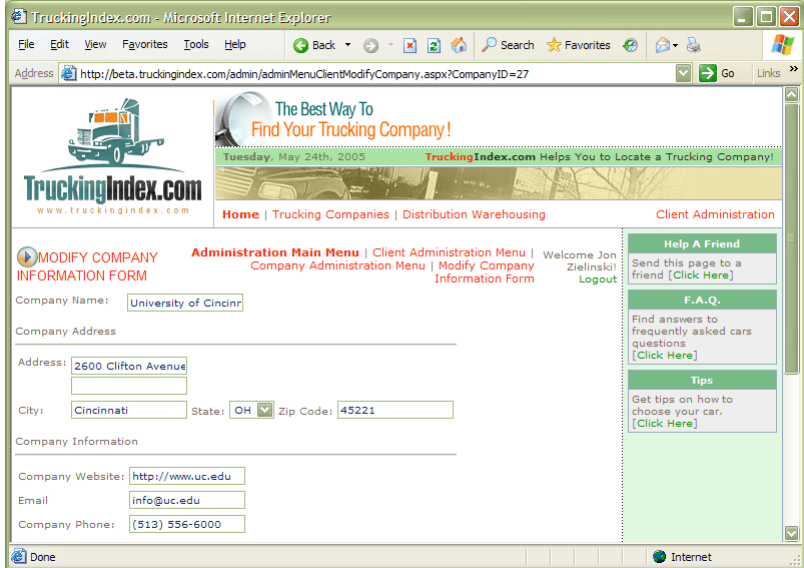 TruckingIndex.com - Microsoft Internet Explorer
File Edit View Favorites Tools Help Back Search Favorites
Address http://beta.truckingindex.com/admin/adminMenuClientModifyCompany.aspx?CompanyID=27 Go Links »
The Best Way To
Find Your Trucking Company!
Tuesday, May 24th, 2005 TruckingIndex.com Helps You to Locate a Trucking Company!
TruckingIndex.com
www.truckingindex.com
Home | Trucking Companies | Distribution Warehousing Client Administration
MODIFY COMPANY
INFORMATION FORM
Administration Main Menu | Client Administration Menu |
Company Administration Menu | Modify Company
Information Form
Welcome Jon
Zielinski!
Logout
Company Name: University of Cincinr
Company Address
Address: 2600 Clifton Avenue
City: Cincinnati State: OH Zip Code: 45221
Company Information
Company Website: http://www.uc.edu
Email info@uc.edu
Company Phone: (513) 556-6000
Help A Friend
Send this page to a
friend [Click Here]
F.A.Q.
Find answers to
frequently asked cars
questions
[Click Here]
Tips
Get tips on how to
choose your car.
[Click Here]
Done Internet